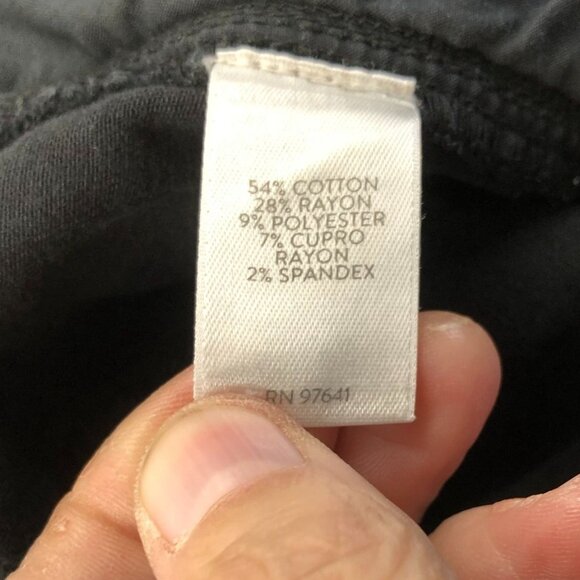 54% COTTON
28% RAYON
9% POLYESTER
7% CUPRO
RAYON
2% SPANDEX
RN 97641